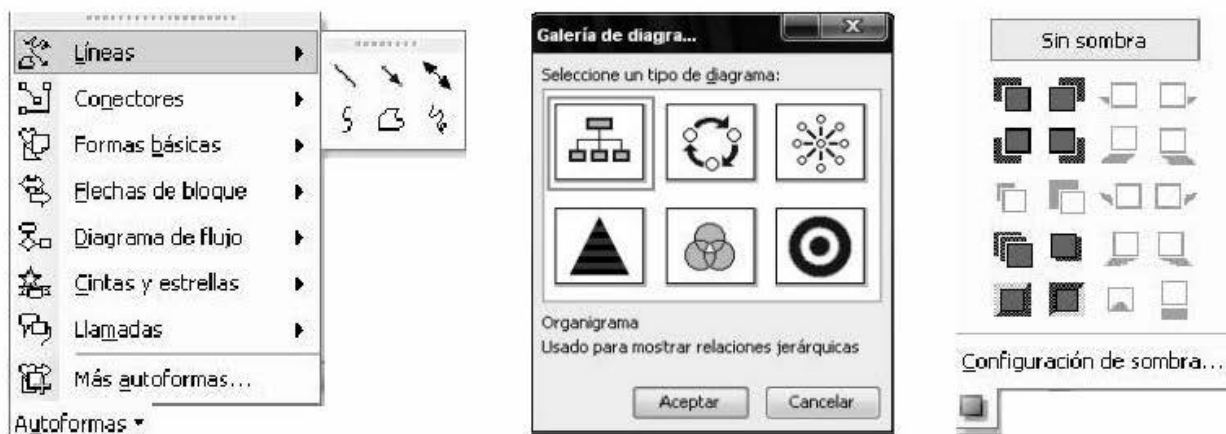 Líneas
Conectores
Formas básicas
Flechas de bloque
Diagrama de flujo
Cintas y estrellas
Llamadas
Más autoformas...
Autoformas
Galería de diagra...
Seleccione un tipo de diagrama:
Organigrama
Usado para mostrar relaciones jerárquicas
Aceptar
Cancelar
Sin sombra
Configuración de sombra...